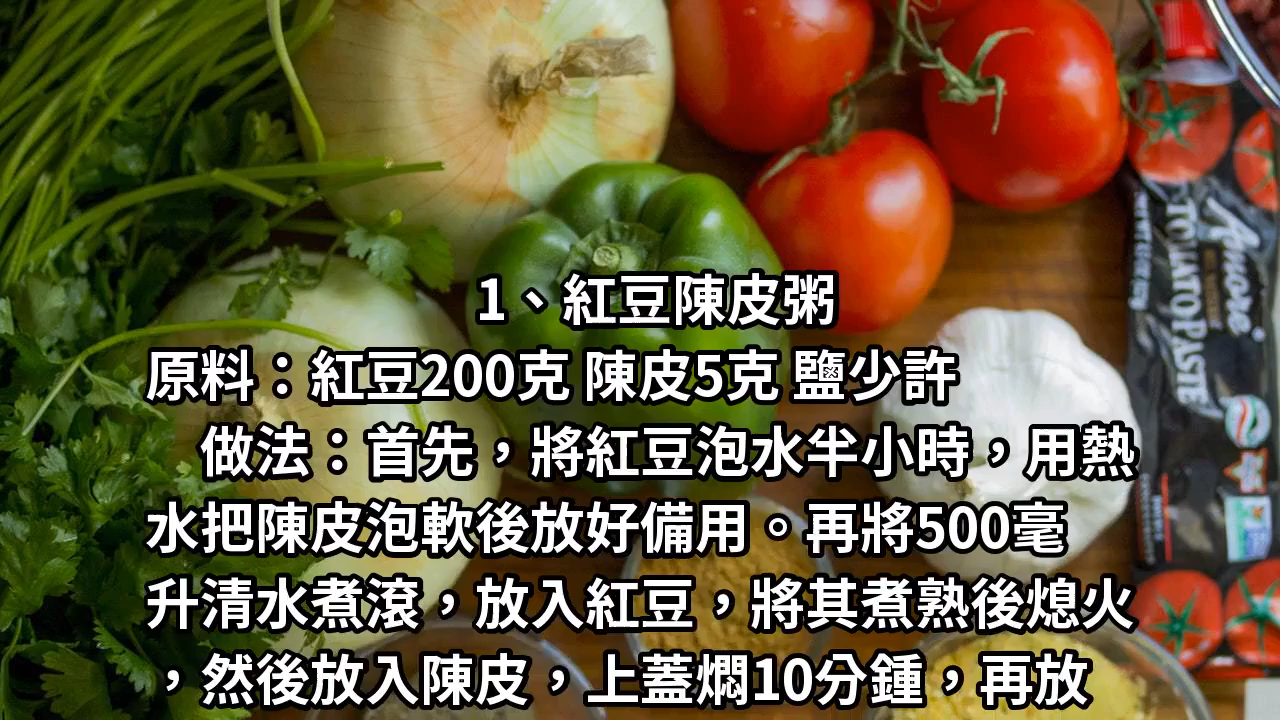 1、紅豆陳皮粥
原料：紅豆200克 陳皮5克 鹽少許
做法：首先，將紅豆泡水半小時，用熱
水把陳皮泡軟後放好備用。再將500毫
升清水煮滾，放入紅豆，將其煮熟後熄火
，然後放入陳皮，上蓋燜10分鍾，再放
Amore
TOMATO PASTE